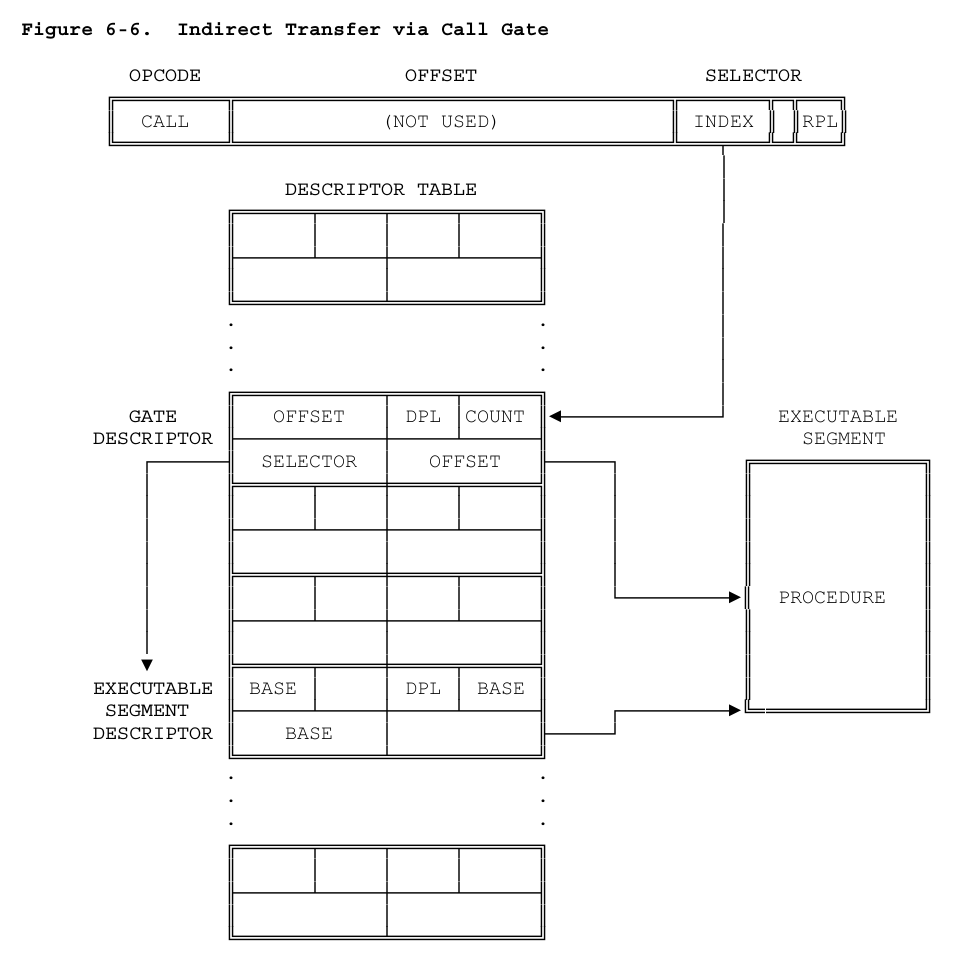 Figure 6-6.  Indirect Transfer via Call Gate
OPCODE OFFSET SELECTOR
CALL (NOT USED) INDEX RPL
DESCRIPTOR TABLE
GATE OFFSET DPL COUNT EXECUTABLE
DESCRIPTOR SEGMENT
SELECTOR OFFSET
PROCEDURE
EXECUTABLE BASE DPL BASE
SEGMENT
DESCRIPTOR BASE